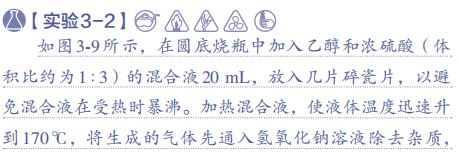 【实验3-2】
如图3-9所示，在圆底烧瓶中加入乙醇和浓硫酸（体
积比约为1∶3）的混合液20 mL，放入几片碎瓷片，以避
免混合液在受热时暴沸。加热混合液，使液体温度迅速升
到170℃，将生成的气体先通入氢氧化钠溶液除去杂质，